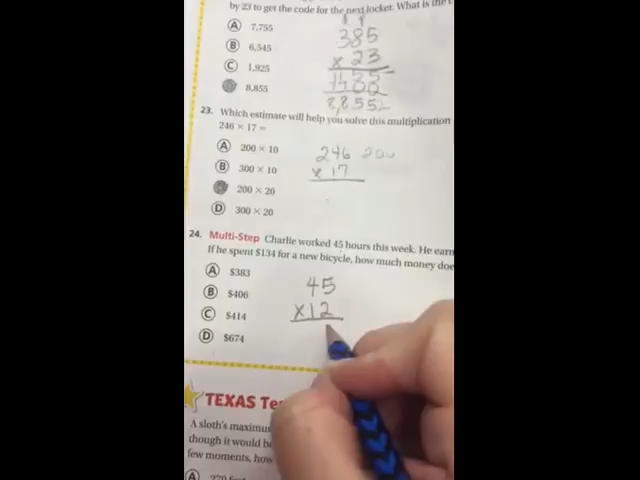 by 23 to get the code for the next locker. What is the
A 7,755
B 6,545
C 1,925
8,855
385
x 23
8,855
23. Which estimate will help you solve this multiplication
246 × 17 =
A 200 × 10
B 300 × 10
200 × 20
D 300 × 20
246 200
x 17
24. Multi-Step Charlie worked 45 hours this week. He earn
If he spent $134 for a new bicycle, how much money doe
A $383
B $406
C $414
D $674
45
x12
TEXAS Te
A sloth's maximu
though it would b
few moments, how
A 270 feet